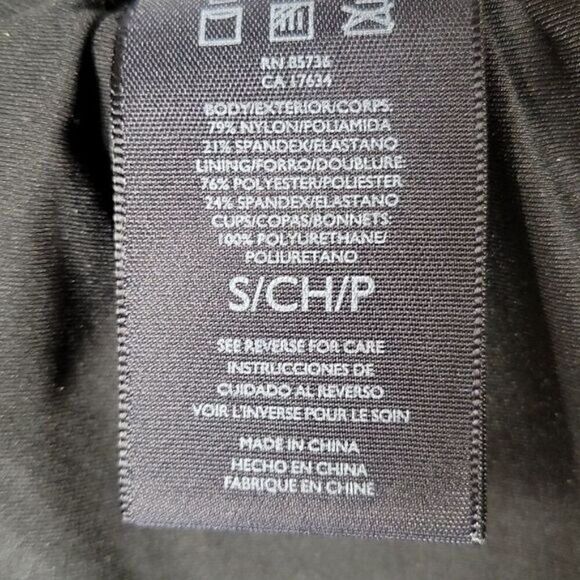 RN 85736
CA 17634
BODY/EXTERIOR/CORPS:
79% NYLON/POLIAMIDA
21% SPANDEX/ELASTANO
LINING/FORRO/DOUBLURE
76% POLYESTER/POLIESTER
24% SPANDEX/ELASTANO
CUPS/COPAS/BONNETS:
100% POLYURETHANE/
POLIURETANO
S/CH/P
SEE REVERSE FOR CARE
INSTRUCCIONES DE
CUIDADO AL REVERSO
VOIR L'INVERSE POUR LE SOIN
MADE IN CHINA
HECHO EN CHINA
FABRIQUE EN CHINE